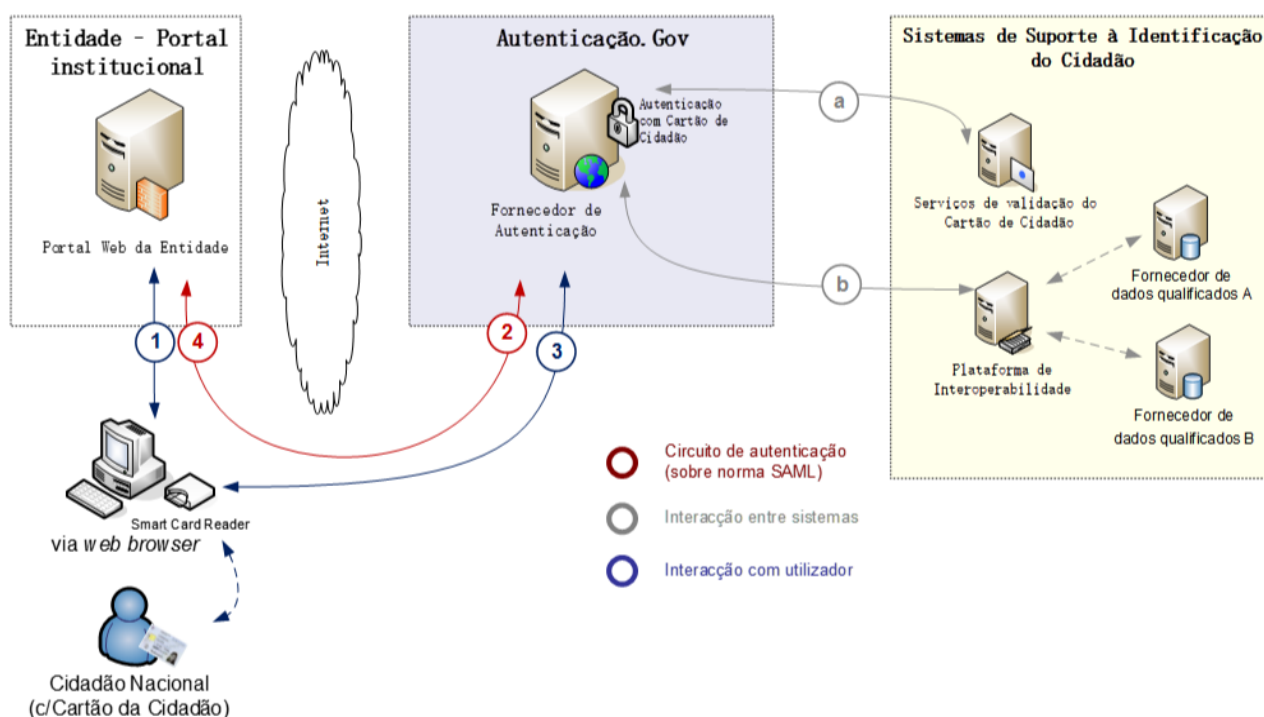 Entidade - Portal
institucional
Portal Web da Entidade
Internet
Autenticação.Gov
Autenticação
com Cartão de
Cidadão
Fornecedor de
Autenticação
Sistemas de Suporte à Identificação
do Cidadão
Serviços de validação do
Cartão de Cidadão
Fornecedor de
dados qualificados A
Plataforma de
Interoperabilidade
Fornecedor de
dados qualificados B
a
b
1
4
2
3
Smart Card Reader
via web browser
Cidadão Nacional
(c/Cartão da Cidadão)
Circuito de autenticação
(sobre norma SAML)
Interacção entre sistemas
Interacção com utilizador